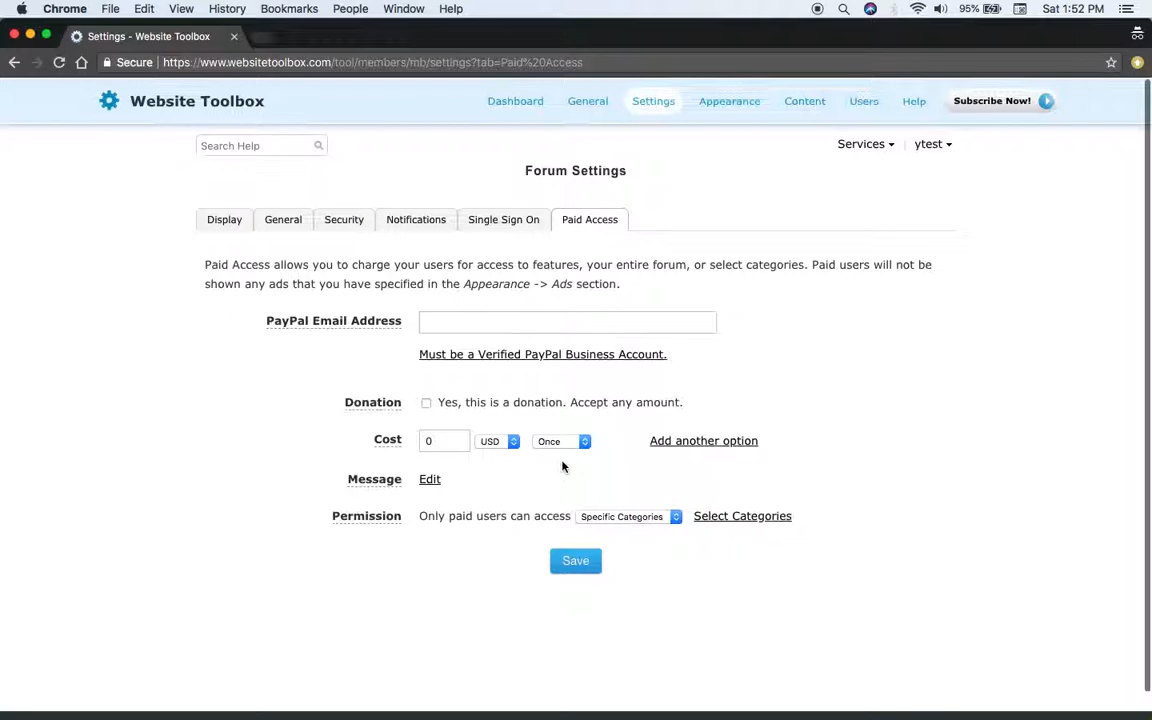 Chrome File Edit View History Bookmarks People Window Help 95% Sat 1:52 PM
Settings - Website Toolbox
Secure https://www.websitetoolbox.com/tool/members/mb/settings?tab=Paid%20Access
Website Toolbox Dashboard General Settings Appearance Content Users Help Subscribe Now!
Search Help Services ytest
Forum Settings
Display General Security Notifications Single Sign On Paid Access
Paid Access allows you to charge your users for access to features, your entire forum, or select categories. Paid users will not be
shown any ads that you have specified in the Appearance -> Ads section.
PayPal Email Address
Must be a Verified PayPal Business Account.
Donation Yes, this is a donation. Accept any amount.
Cost 0 USD Once Add another option
Message Edit
Permission Only paid users can access Specific Categories Select Categories
Save